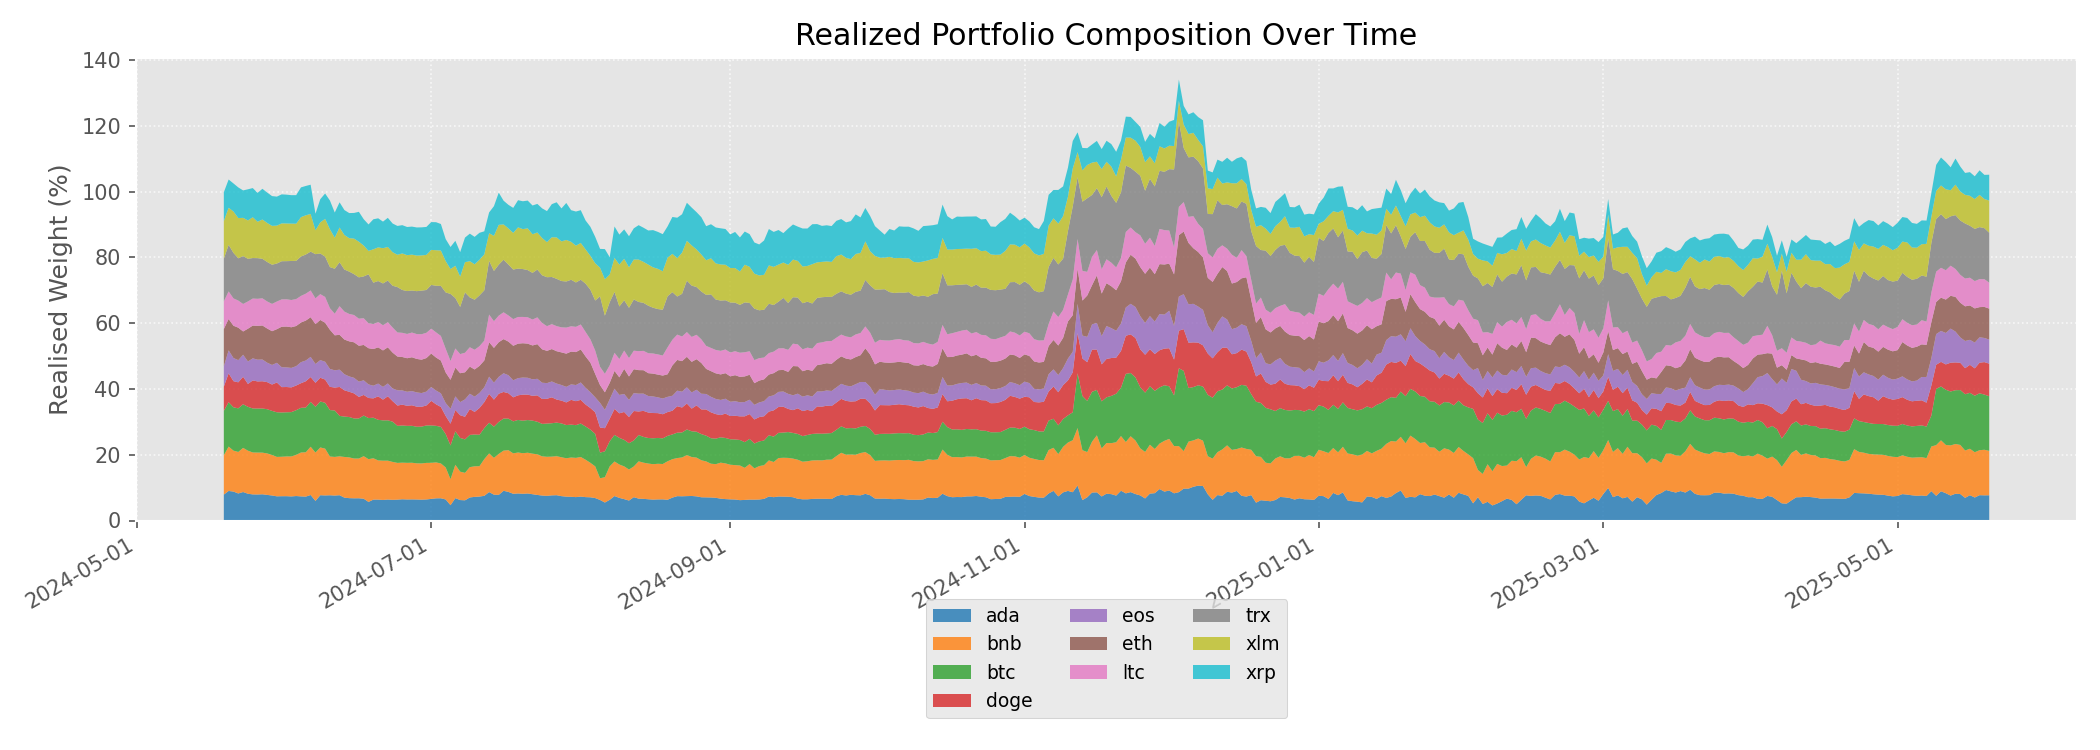 Realized Portfolio Composition Over Time
Realised Weight (%)
140
120
100
80
60
40
20
0
2024-05-01
2024-07-01
2024-09-01
2024-11-01
2025-01-01
2025-03-01
2025-05-01
ada
bnb
btc
doge
eos
eth
ltc
trx
xlm
xrp